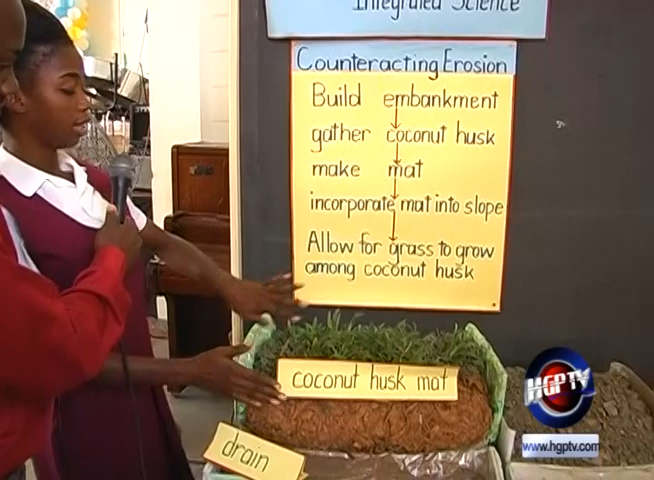 Integrated Science
Counteracting Erosion
Build embankment
gather coconut husk
make mat
incorporate mat into slope
Allow for grass to grow
among coconut husk
coconut husk mat
drain
HGPTV
www.hgptv.com